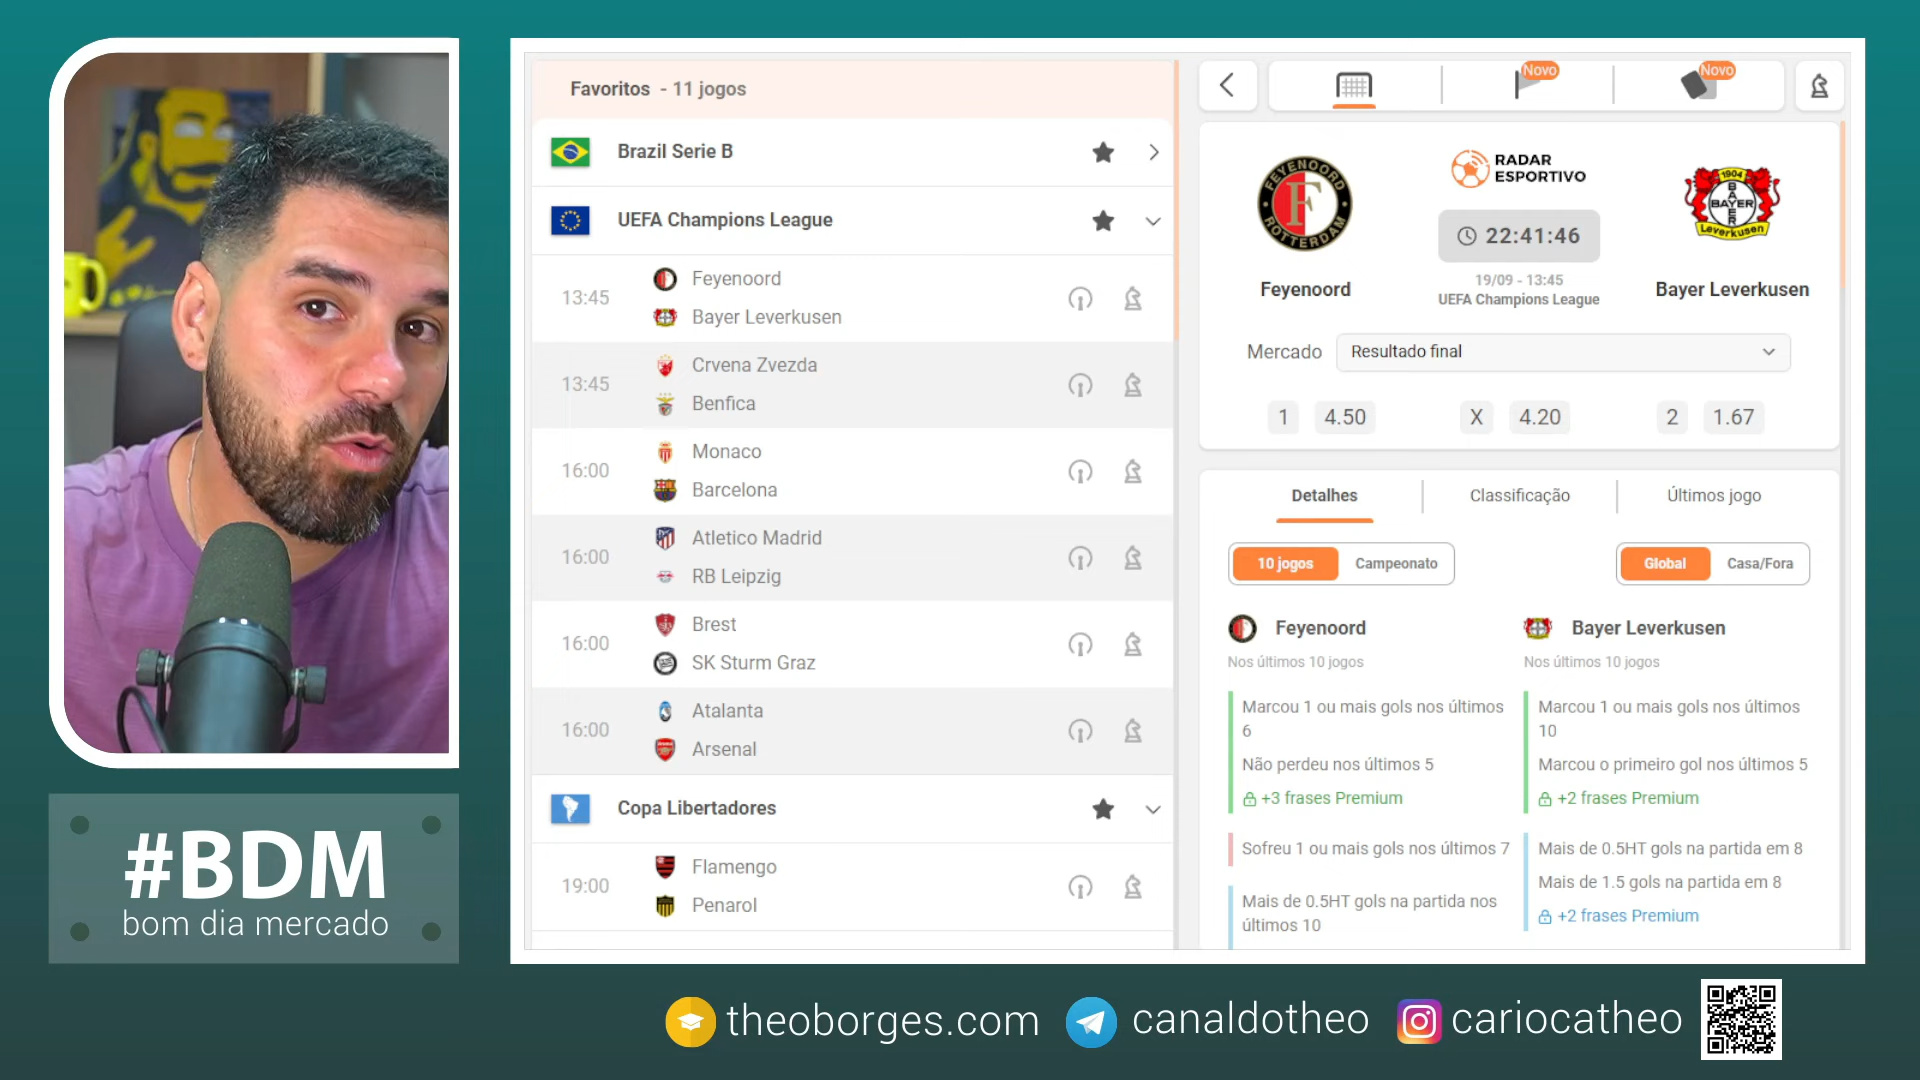 #BDM
bom dia mercado
Favoritos - 11 jogos
Brazil Serie B
UEFA Champions League
13:45
Feyenoord
Bayer Leverkusen
13:45
Crvena Zvezda
Benfica
16:00
Monaco
Barcelona
16:00
Atletico Madrid
RB Leipzig
16:00
Brest
SK Sturm Graz
16:00
Atalanta
Arsenal
Copa Libertadores
19:00
Flamengo
Penarol
Novo
Novo
FEYENOORD
F
ROTTERDAM
RADAR
ESPORTIVO
1904
BAYER
BAYER
Leverkusen
22:41:46
19/09 - 13:45
UEFA Champions League
Feyenoord
Bayer Leverkusen
Mercado Resultado final
1 4.50 X 4.20 2 1.67
Detalhes Classificação Últimos jogo
10 jogos Campeonato Global Casa/Fora
Feyenoord
Nos últimos 10 jogos
Marcou 1 ou mais gols nos últimos
6
Não perdeu nos últimos 5
+3 frases Premium
Sofreu 1 ou mais gols nos últimos 7
Mais de 0.5HT gols na partida nos
últimos 10
Bayer Leverkusen
Nos últimos 10 jogos
Marcou 1 ou mais gols nos últimos
10
Marcou o primeiro gol nos últimos 5
+2 frases Premium
Mais de 0.5HT gols na partida em 8
Mais de 1.5 gols na partida em 8
+2 frases Premium
theoborges.com canaldotheo cariocatheo